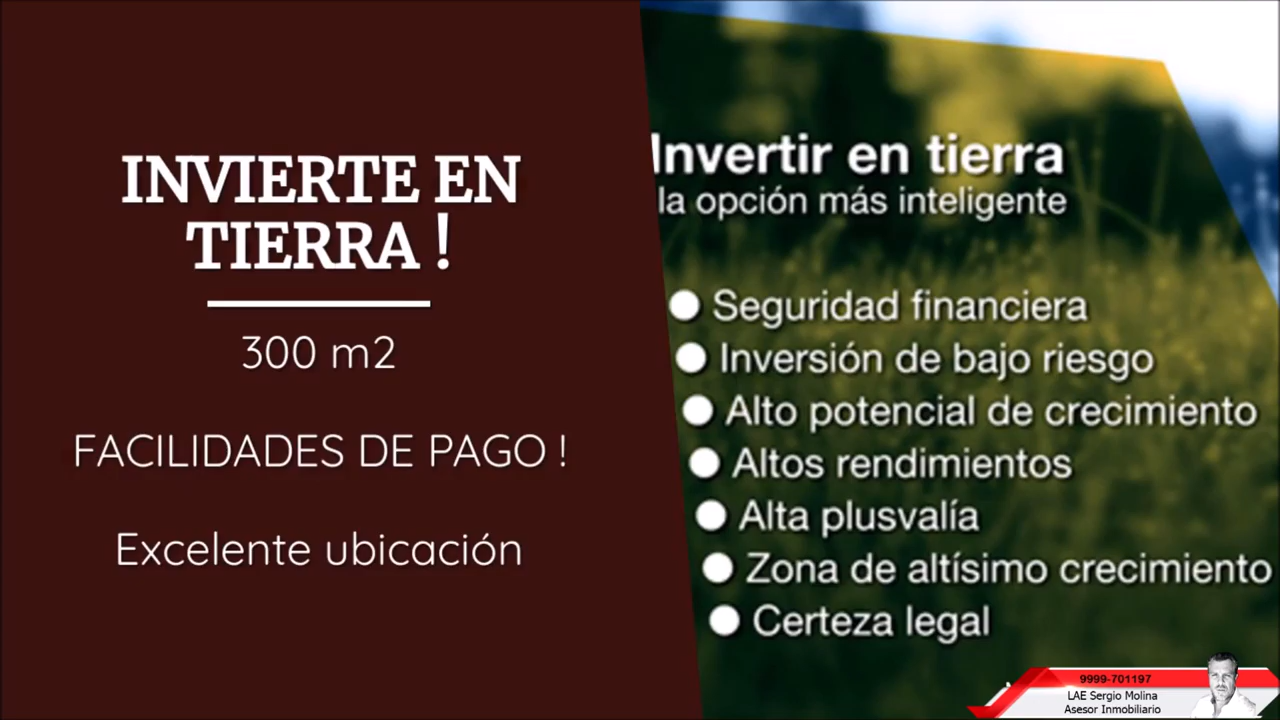 INVIERTE EN
TIERRA !
300 m2
FACILIDADES DE PAGO !
Excelente ubicación
Invertir en tierra
la opción más inteligente
Seguridad financiera
Inversión de bajo riesgo
Alto potencial de crecimiento
Altos rendimientos
Alta plusvalía
Zona de altísimo crecimiento
Certeza legal
9999-701197
LAE Sergio Molina
Asesor Inmobiliario